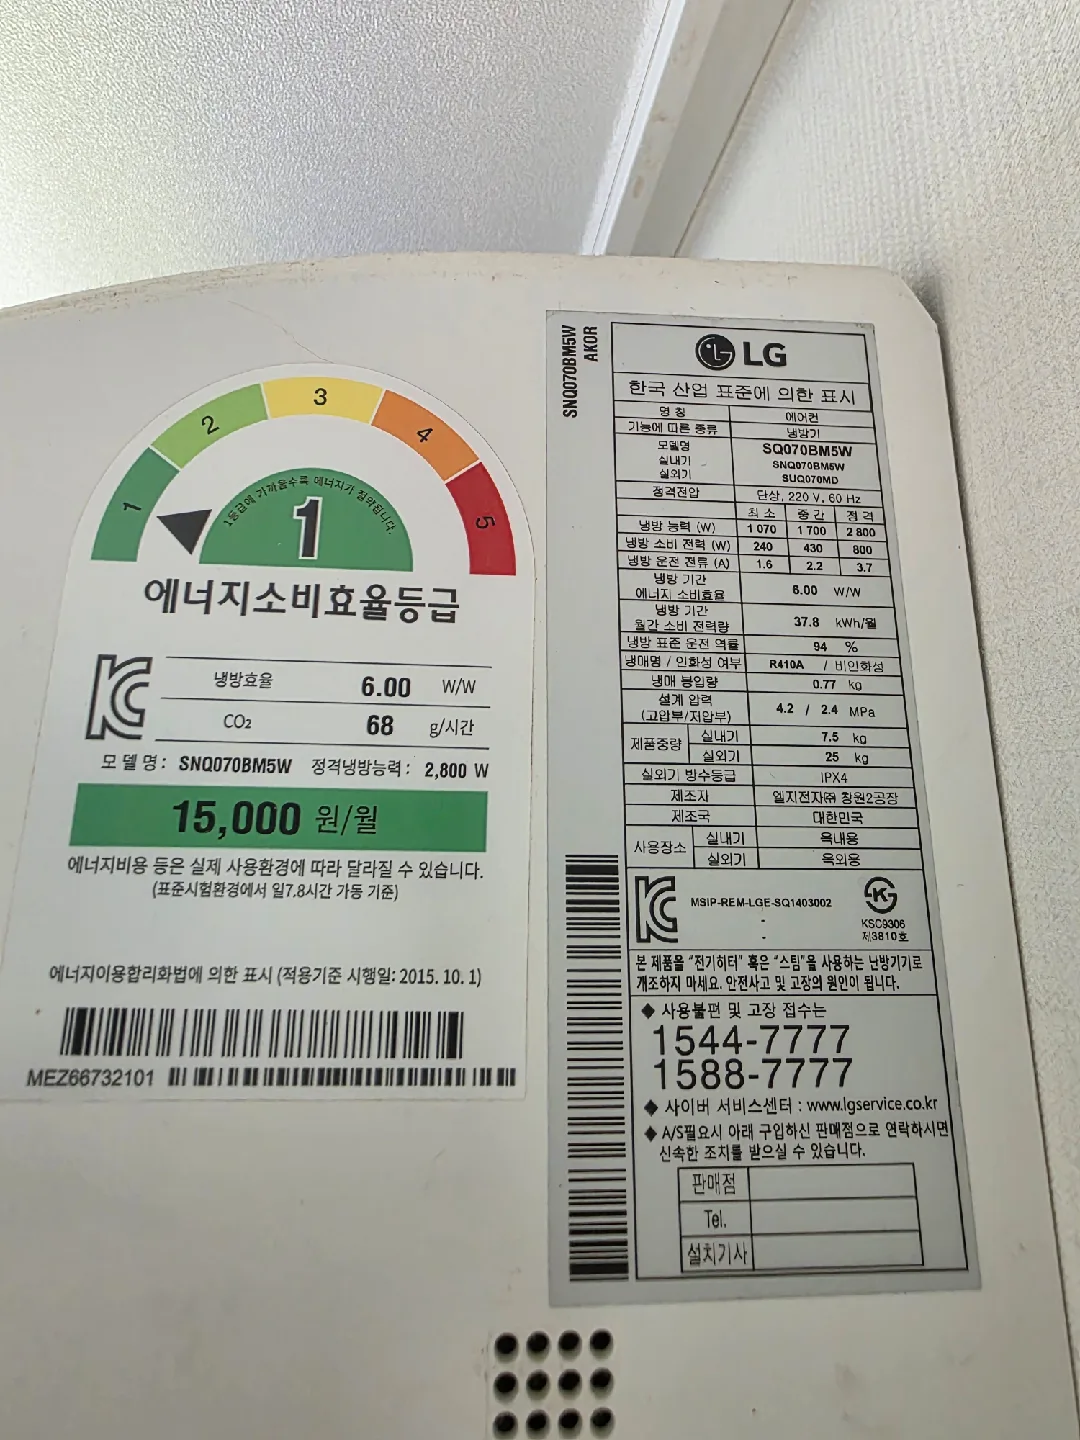 1
2
3
4
5
1등급에 가까울수록 에너지가 절약됩니다.
1
에너지소비효율등급
냉방효율 6.00 W/W
CO₂ 68 g/시간
모 델 명 : SNQ070BM5W 정격냉방능력 : 2,800 W
15,000 원/월
에너지비용 등은 실제 사용환경에 따라 달라질 수 있습니다.
(표준시험환경에서 일7.8시간 가동 기준)
에너지이용합리화법에 의한 표시 (적용기준 시행일: 2015. 10. 1)
MEZ66732101
SNQ070BM5W
AKOR
LG
한국 산업 표준에 의한 표시
명 칭 에어컨
기능에 따른 종류 냉방기
모델명 SQ070BM5W
실내기 SNQ070BM5W
실외기 SUQ070MD
정격전압 단상, 220 V, 60 Hz
최 소 중 간 정 격
냉방 능력 (W) 1 070 1 700 2 800
냉방 소비 전력 (W) 240 430 800
냉방 운전 전류 (A) 1.6 2.2 3.7
냉방 기간
에너지 소비효율 6.00 W/W
냉방 기간
월간 소비 전력량 37.8 kWh/월
냉방 표준 운전 역률 94 %
냉매명 / 인화성 여부 R410A / 비인화성
냉매 봉입량 0.77 kg
설계 압력
(고압부/저압부) 4.2 / 2.4 MPa
제품중량 실내기 7.5 kg
실외기 25 kg
실외기 방수등급 IPX4
제조자 엘지전자㈜ 창원2공장
제조국 대한민국
사용장소 실내기 옥내용
실외기 옥외용
MSIP-REM-LGE-SQ1403002
KSC9306
제3810호
본 제품을 "전기히터" 혹은 "스팀"을 사용하는 난방기기로
개조하지 마세요. 안전사고 및 고장의 원인이 됩니다.
◆ 사용불편 및 고장 접수는
1544-7777
1588-7777
◆ 사이버 서비스센터 : www.lgservice.co.kr
◆ A/S필요시 아래 구입하신 판매점으로 연락하시면
신속한 조치를 받으실 수 있습니다.
판매점
Tel.
설치기사